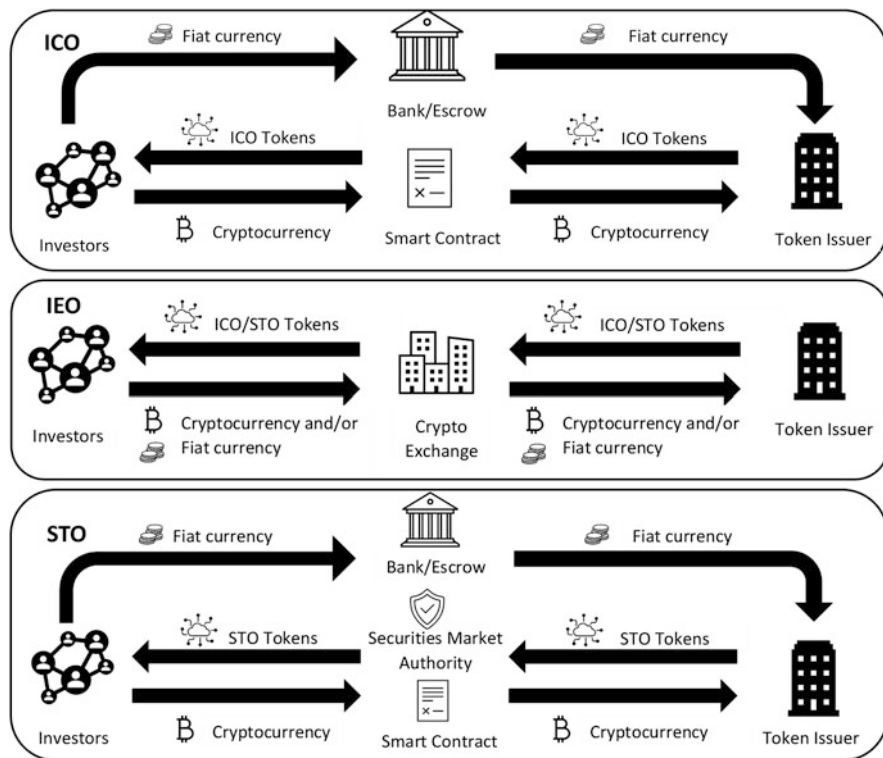 ICO
Fiat currency
Fiat currency
Bank/Escrow
ICO Tokens
ICO Tokens
Investors
Cryptocurrency
Smart Contract
Cryptocurrency
Token Issuer
IEO
ICO/STO Tokens
ICO/STO Tokens
Investors
Cryptocurrency and/or
Fiat currency
Crypto
Exchange
Cryptocurrency and/or
Fiat currency
Token Issuer
STO
Fiat currency
Fiat currency
Bank/Escrow
STO Tokens
Securities Market
Authority
STO Tokens
Investors
Cryptocurrency
Smart Contract
Cryptocurrency
Token Issuer